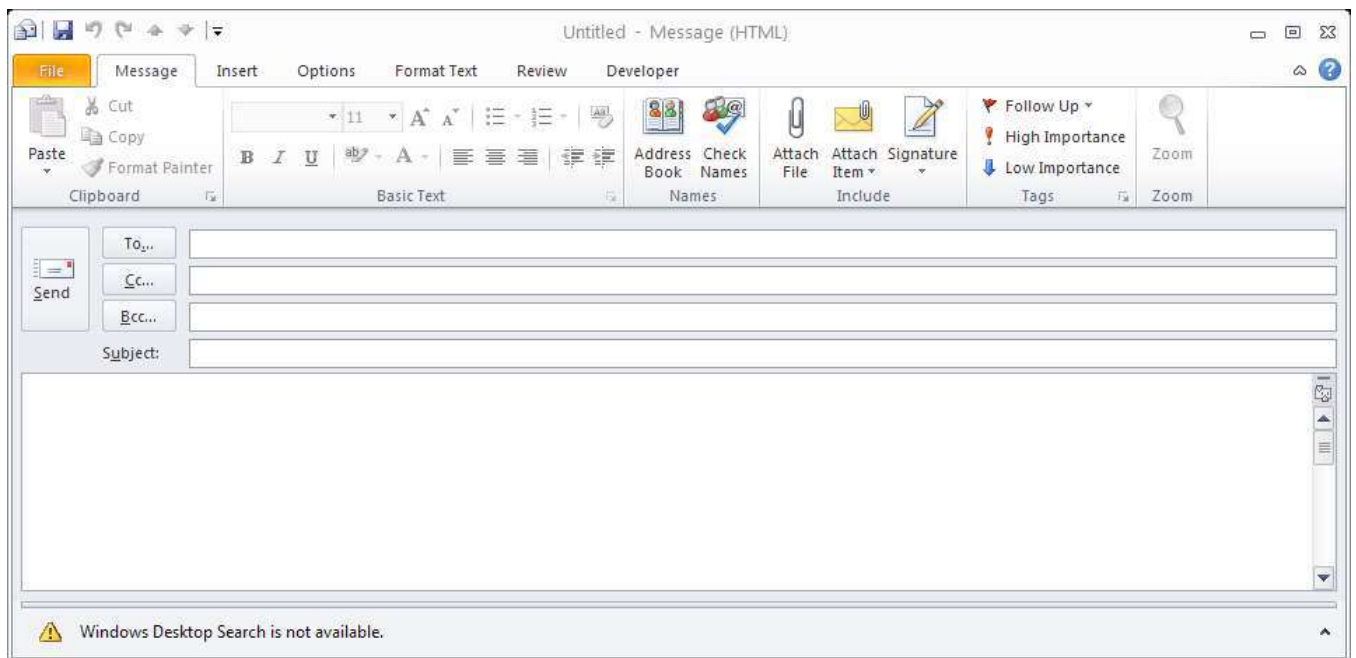 Untitled - Message (HTML)
File Message Insert Options Format Text Review Developer
Paste
Cut
Copy
Format Painter
Clipboard
11
B I U
Basic Text
Address Book
Check Names
Names
Attach File
Attach Item
Signature
Include
Follow Up
High Importance
Low Importance
Tags
Zoom
Zoom
Send
To...
Cc...
Bcc...
Subject:
Windows Desktop Search is not available.